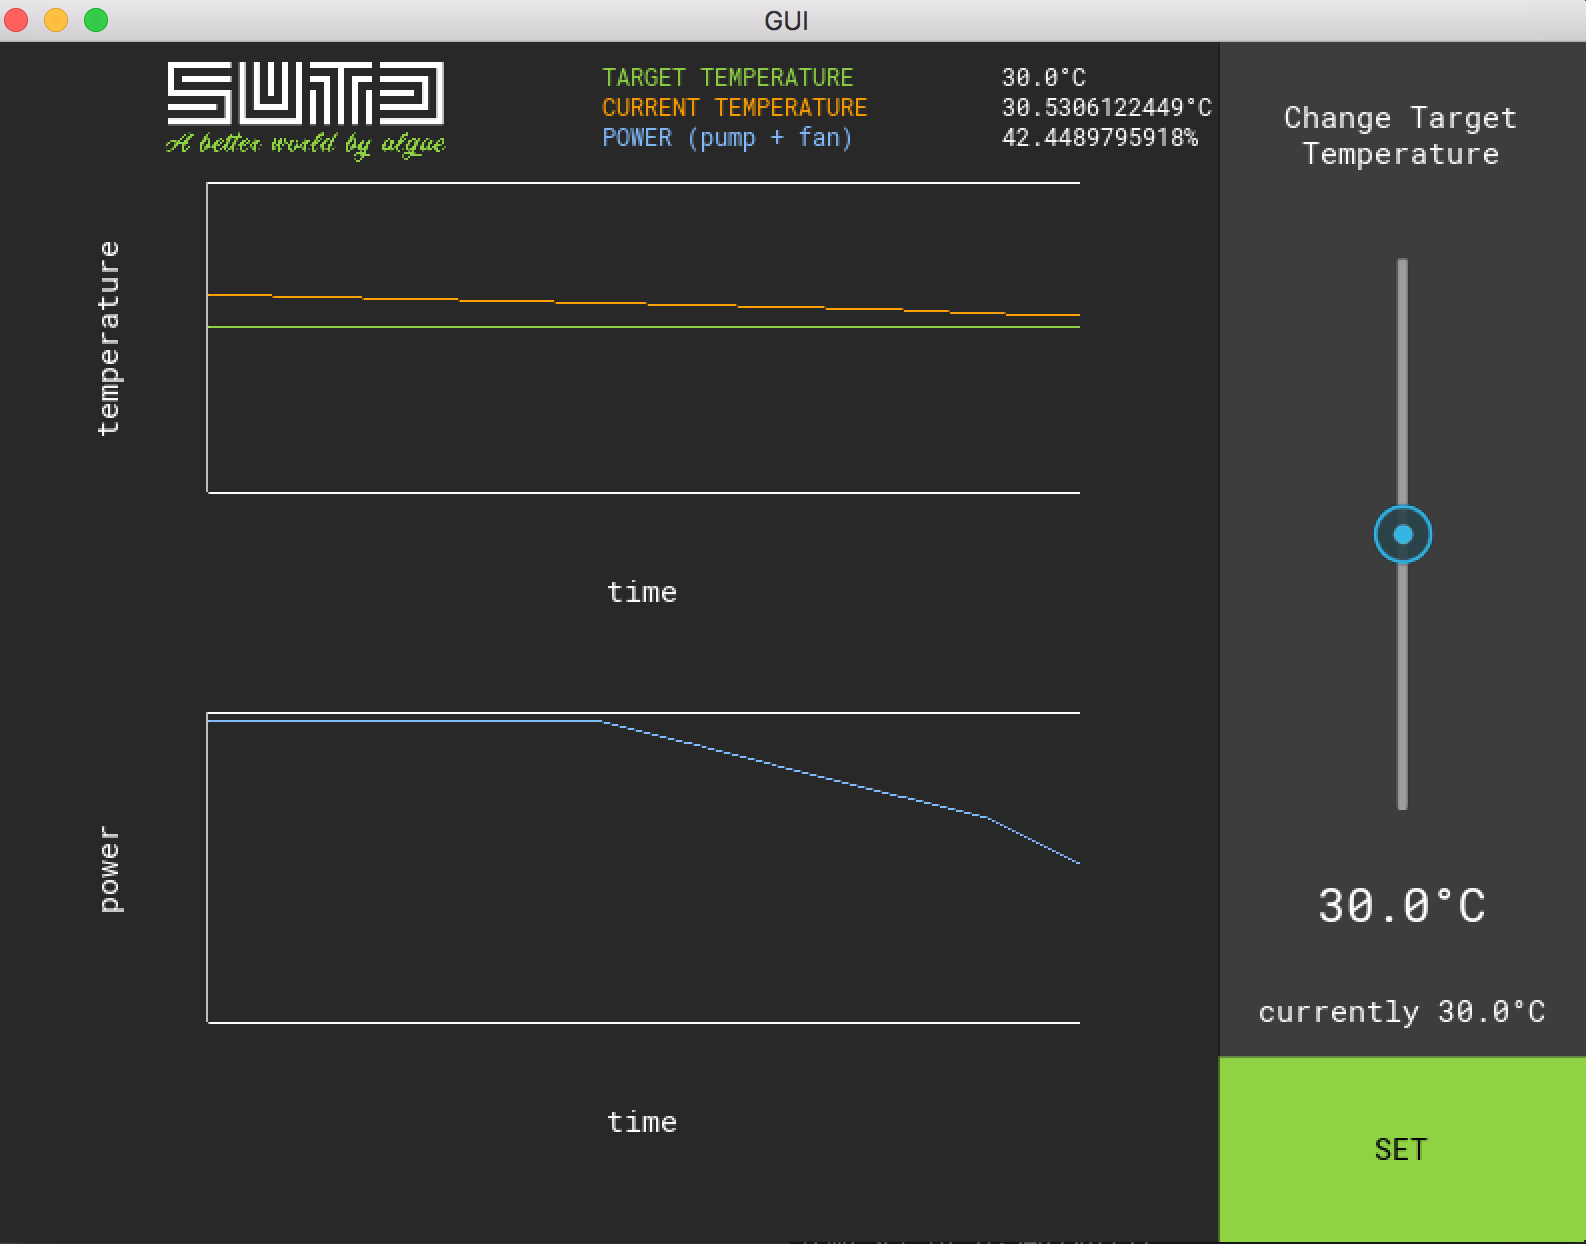 GUI
SUTD
A better world by algae
TARGET TEMPERATURE 30.0°C
CURRENT TEMPERATURE 30.5306122449°C
POWER (pump + fan) 42.4489795918%
Change Target
Temperature
temperature
time
power
time
30.0°C
currently 30.0°C
SET